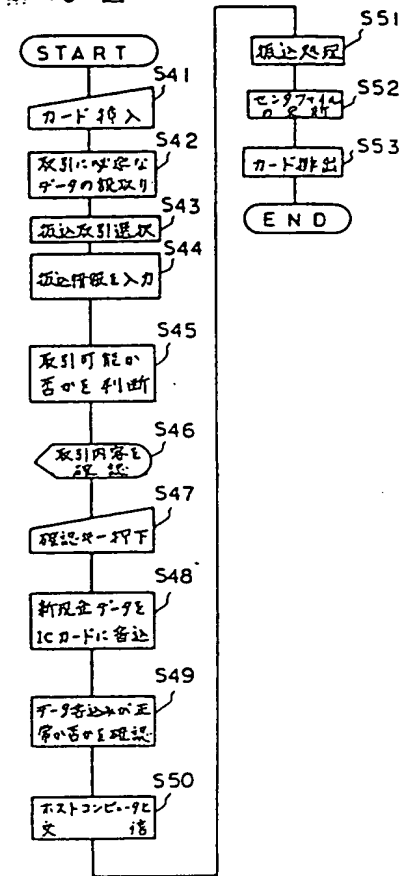 START
S41
カード挿入
S42
取引に必要な
データの読取り
S43
振込取引選択
S44
振込情報を入力
S45
取引可能か
否かを判断
S46
取引内容を
確認
S47
確認キー押下
S48
新現金データを
ICカードに書込
S49
データ書込みが正
常か否かを確認
S50
ホストコンピュータと
交信
S51
振込処理
S52
センタファイル
の更新
S53
カード排出
END